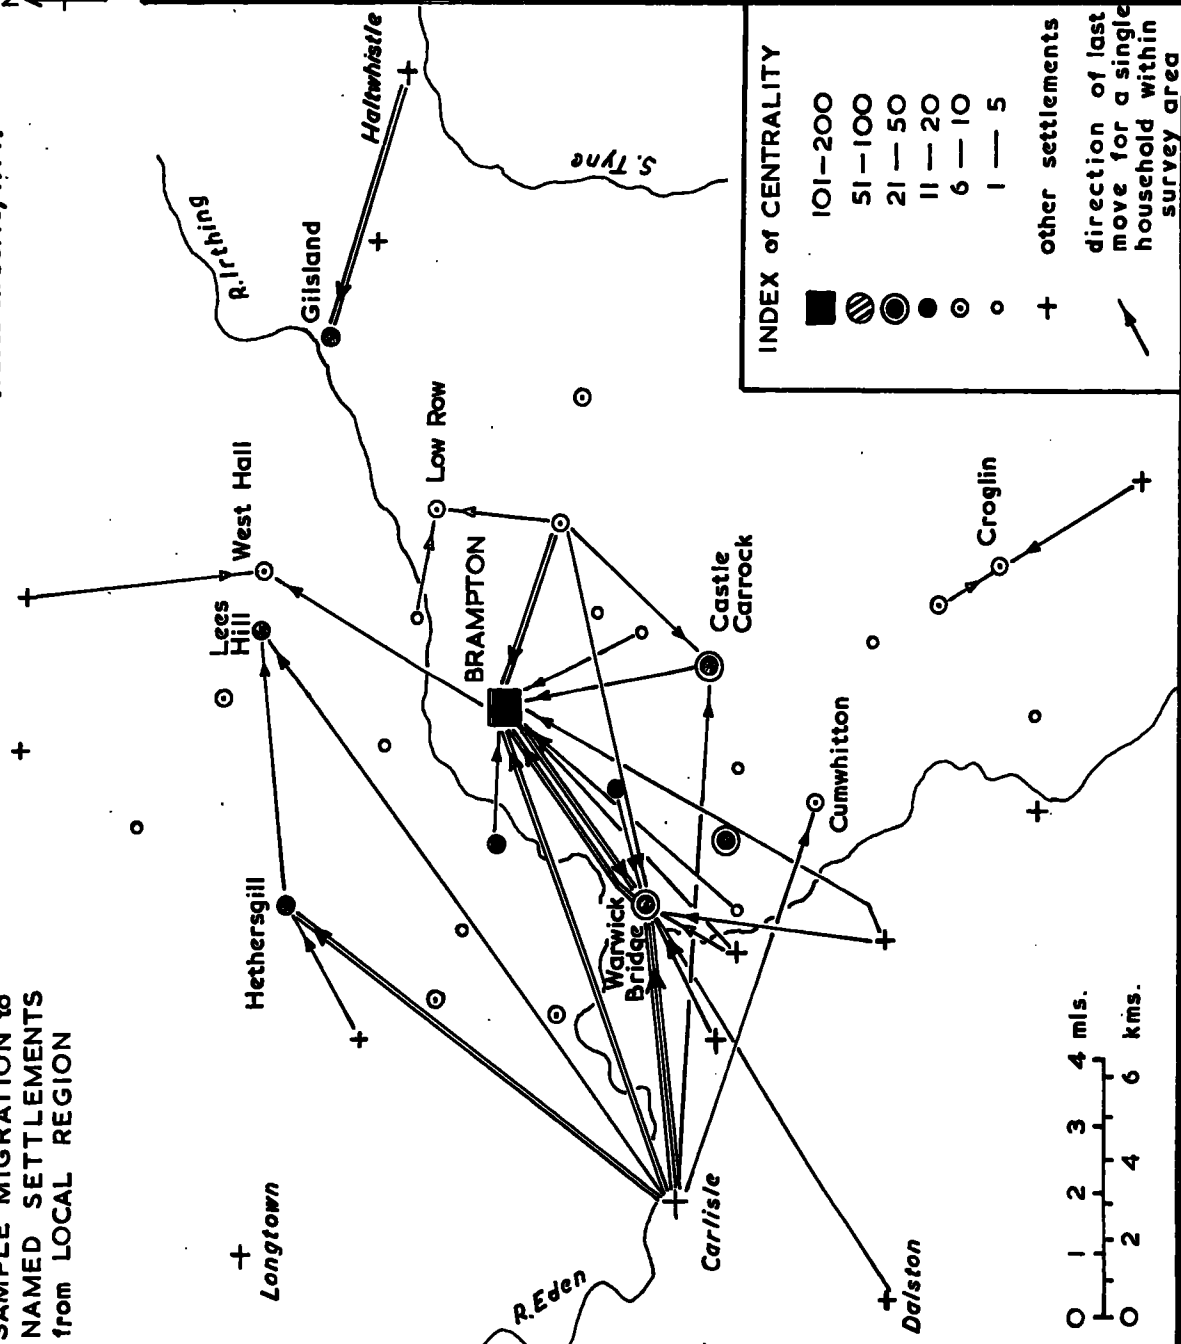 SAMPLE MIGRATION to
NAMED SETTLEMENTS
from LOCAL REGION
N
Haltwhistle
R. Irthing
S. Tyne
Gilsland
West Hall
Low Row
Lees
Hill
BRAMPTON
Castle
Carrock
Croglin
Cumwhitton
Hethersgill
Warwick
Bridge
Longtown
Carlisle
R. Eden
Dalston
0 1 2 3 4 mls.
0 2 4 6 kms.
INDEX of CENTRALITY
101-200
51-100
21-50
11-20
6-10
1-5
+ other settlements
direction of last
move for a single
household within
survey area